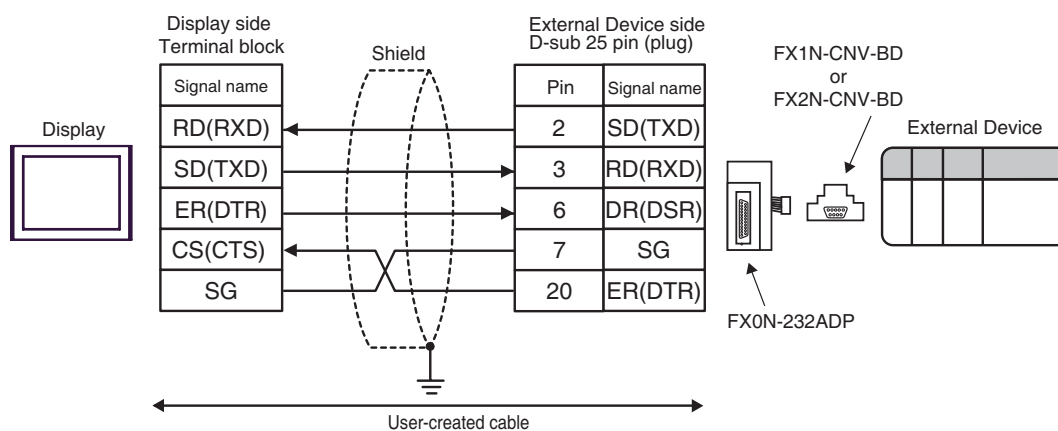 Display side
Terminal block
Shield
External Device side
D-sub 25 pin (plug)
FX1N-CNV-BD
or
FX2N-CNV-BD
Display
External Device
Signal name
Pin
Signal name
RD(RXD)
2
SD(TXD)
SD(TXD)
3
RD(RXD)
ER(DTR)
6
DR(DSR)
CS(CTS)
7
SG
SG
20
ER(DTR)
FX0N-232ADP
User-created cable